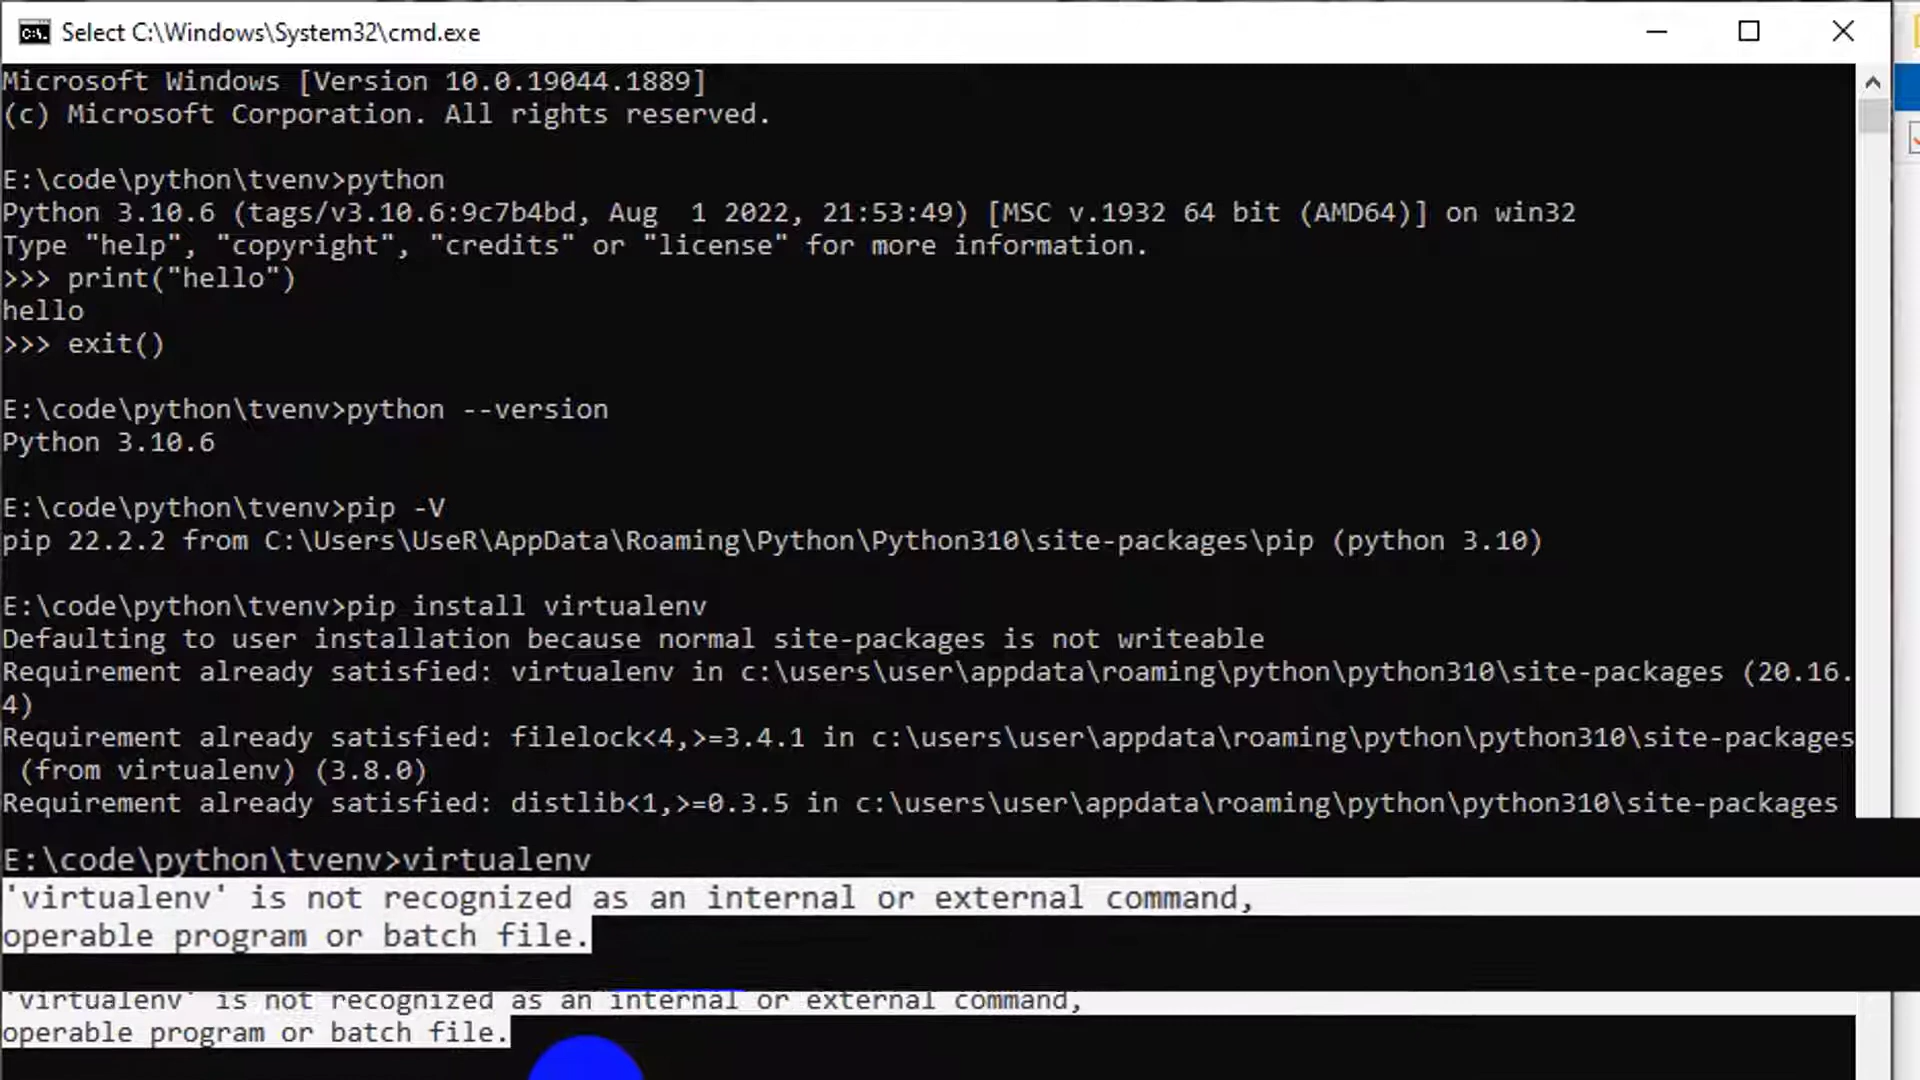 Select C:\Windows\System32\cmd.exe
Microsoft Windows [Version 10.0.19044.1889]
(c) Microsoft Corporation. All rights reserved.
E:\code\python\tvenv>python
Python 3.10.6 (tags/v3.10.6:9c7b4bd, Aug  1 2022, 21:53:49) [MSC v.1932 64 bit (AMD64)] on win32
Type "help", "copyright", "credits" or "license" for more information.
>>> print("hello")
hello
>>> exit()
E:\code\python\tvenv>python --version
Python 3.10.6
E:\code\python\tvenv>pip -V
pip 22.2.2 from C:\Users\UseR\AppData\Roaming\Python\Python310\site-packages\pip (python 3.10)
E:\code\python\tvenv>pip install virtualenv
Defaulting to user installation because normal site-packages is not writeable
Requirement already satisfied: virtualenv in c:\users\user\appdata\roaming\python\python310\site-packages (20.16.
4)
Requirement already satisfied: filelock<4,>=3.4.1 in c:\users\user\appdata\roaming\python\python310\site-packages
 (from virtualenv) (3.8.0)
Requirement already satisfied: distlib<1,>=0.3.5 in c:\users\user\appdata\roaming\python\python310\site-packages
E:\code\python\tvenv>virtualenv
'virtualenv' is not recognized as an internal or external command,
operable program or batch file.
'virtualenv' is not recognized as an internal or external command,
operable program or batch file.